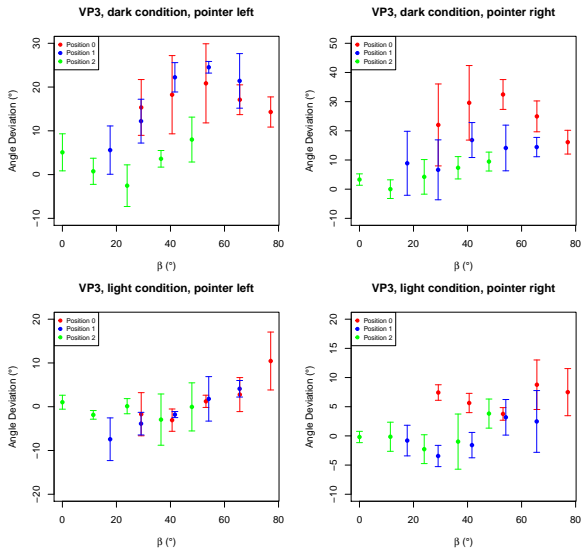 VP3, dark condition, pointer left
Position 0
Position 1
Position 2
Angle Deviation (°)
30
20
10
0
−10
0
20
40
60
80
β (°)
VP3, dark condition, pointer right
Position 0
Position 1
Position 2
Angle Deviation (°)
50
40
30
20
10
0
−10
0
20
40
60
80
β (°)
VP3, light condition, pointer left
Position 0
Position 1
Position 2
Angle Deviation (°)
20
10
0
−10
−20
0
20
40
60
80
β (°)
VP3, light condition, pointer right
Position 0
Position 1
Position 2
Angle Deviation (°)
20
15
10
5
0
−5
−10
0
20
40
60
80
β (°)